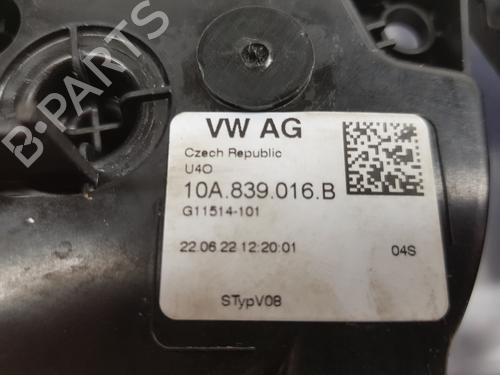 B-PARTS
VW AG
Czech Republic
U4O
10A.839.016.B
G11514-101
22 06 22 12:20:01
04S
STypV08